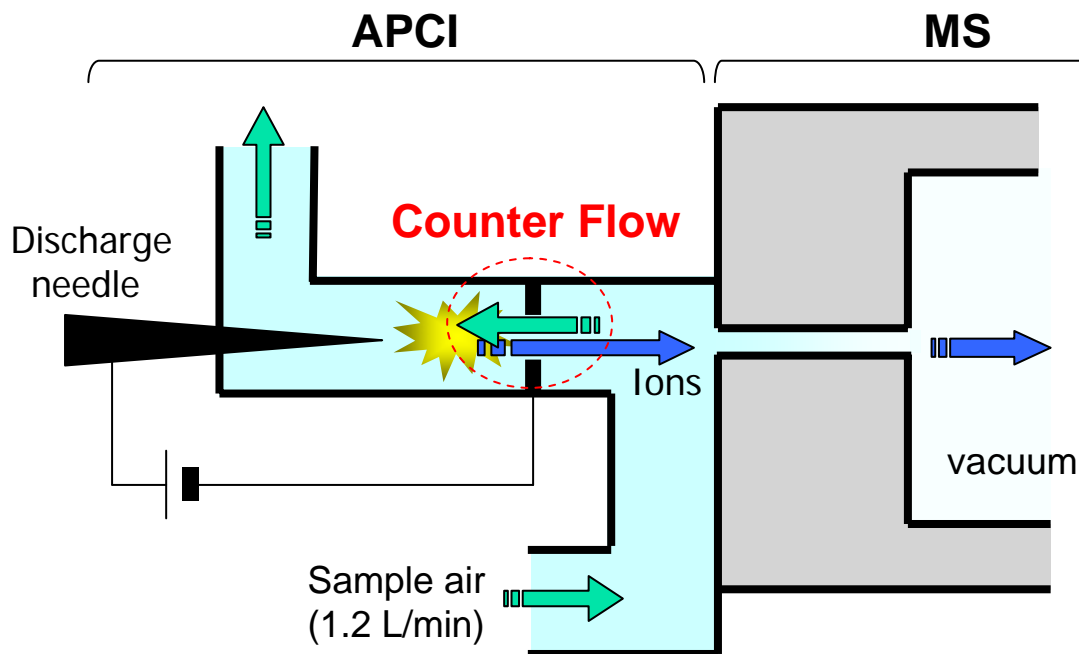 APCI
MS
Counter Flow
Discharge
needle
Ions
vacuum
Sample air
(1.2 L/min)